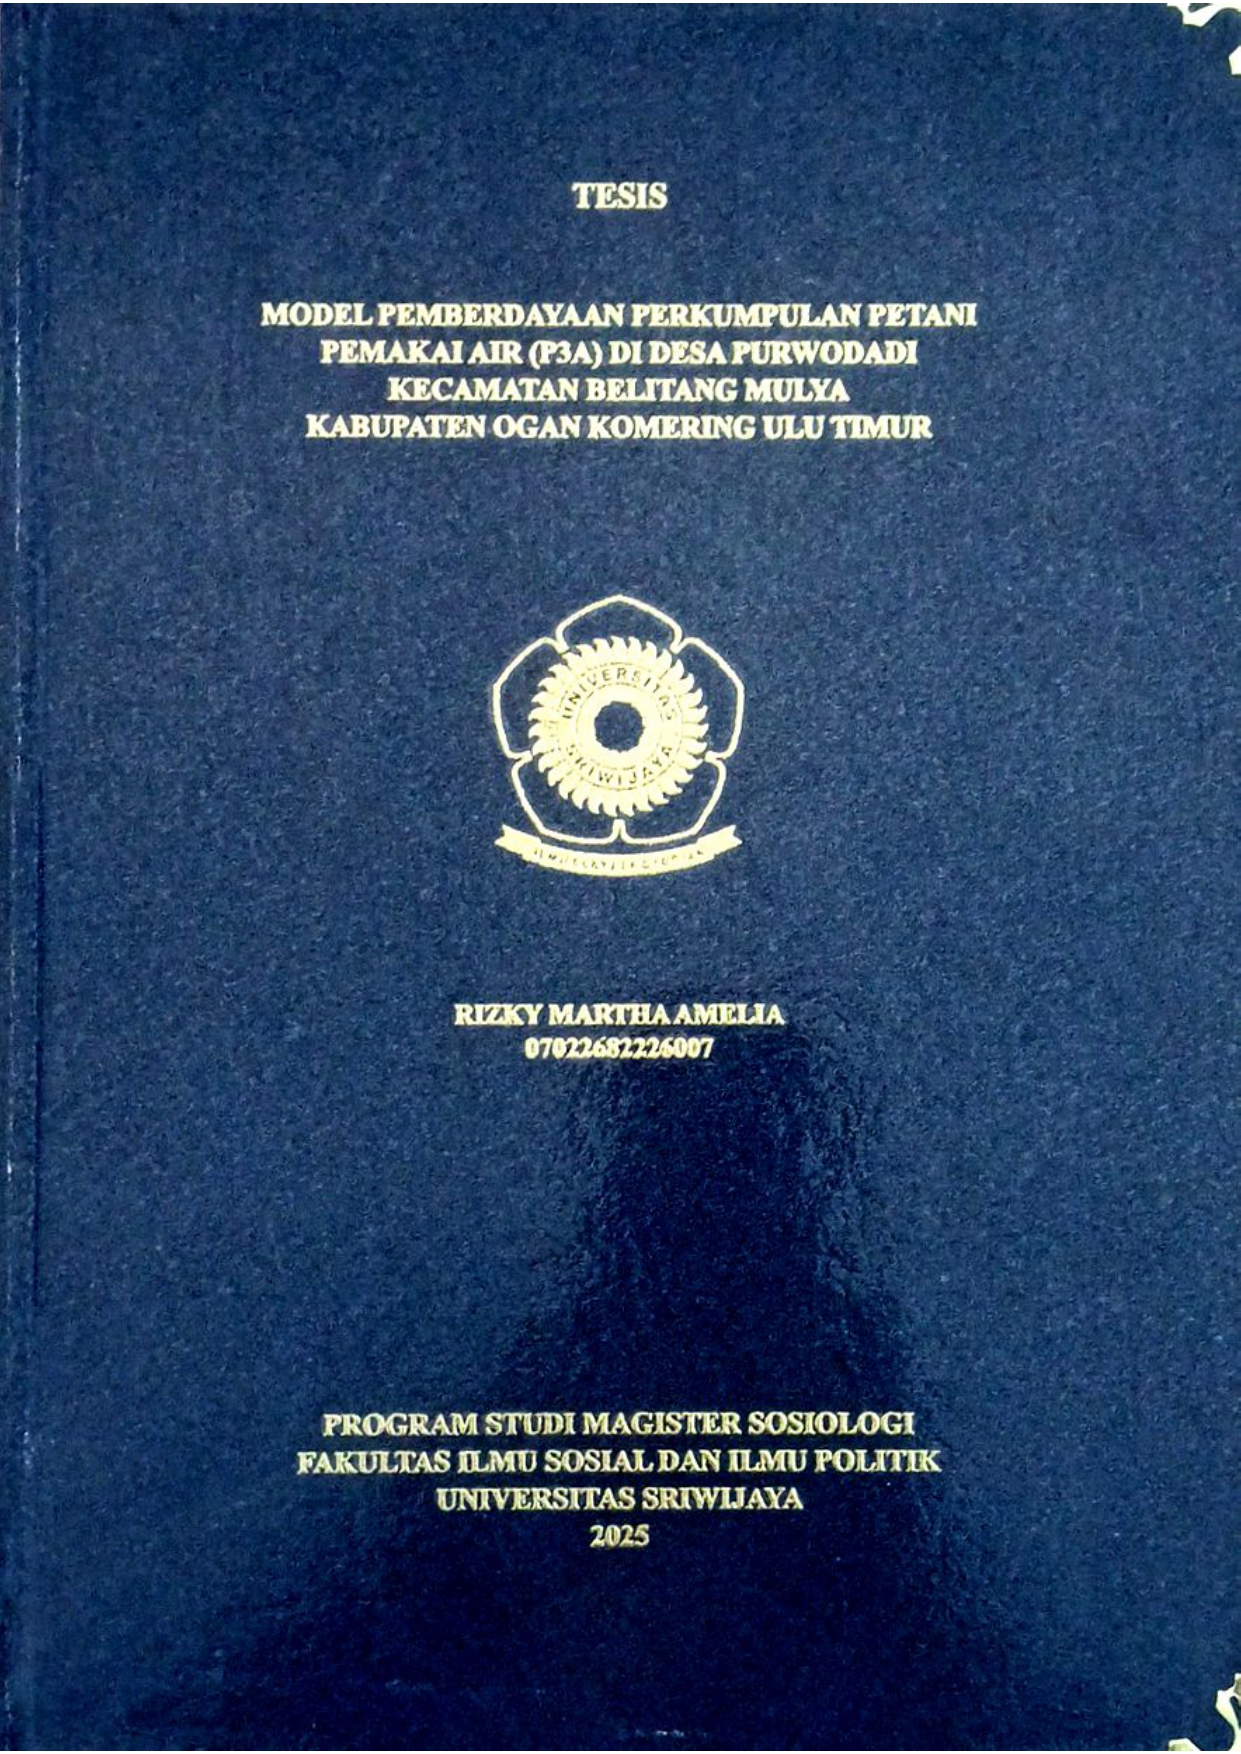 TESIS
MODEL PEMBERDAYAAN PERKUMPULAN PETANI
PEMAKAI AIR (P3A) DI DESA PURWODADI
KECAMATAN BELITANG MULYA
KABUPATEN OGAN KOMERING ULU TIMUR
UNIVERSITAS
SRIWIJAYA
RIZKY MARTHA AMELIA
07022682226007
PROGRAM STUDI MAGISTER SOSIOLOGI
FAKULTAS ILMU SOSIAL DAN ILMU POLITIK
UNIVERSITAS SRIWIJAYA
2025